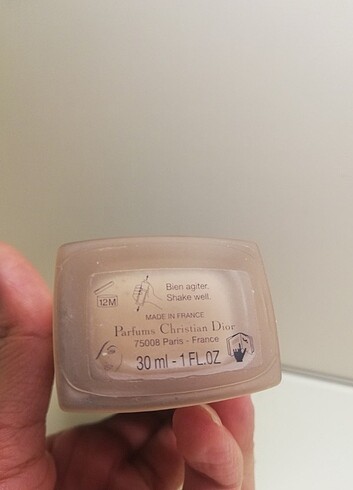 12M
Bien agiter.
Shake well.
MADE IN FRANCE
Parfums Christian Dior
75008 Paris - France
30 ml - 1 FL.OZ